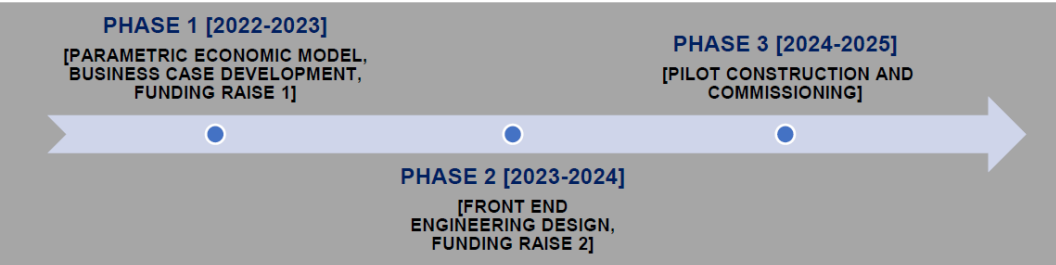 PHASE 1 [2022-2023]
[PARAMETRIC ECONOMIC MODEL,
BUSINESS CASE DEVELOPMENT,
FUNDING RAISE 1]
PHASE 2 [2023-2024]
[FRONT END
ENGINEERING DESIGN,
FUNDING RAISE 2]
PHASE 3 [2024-2025]
[PILOT CONSTRUCTION AND
COMMISSIONING]